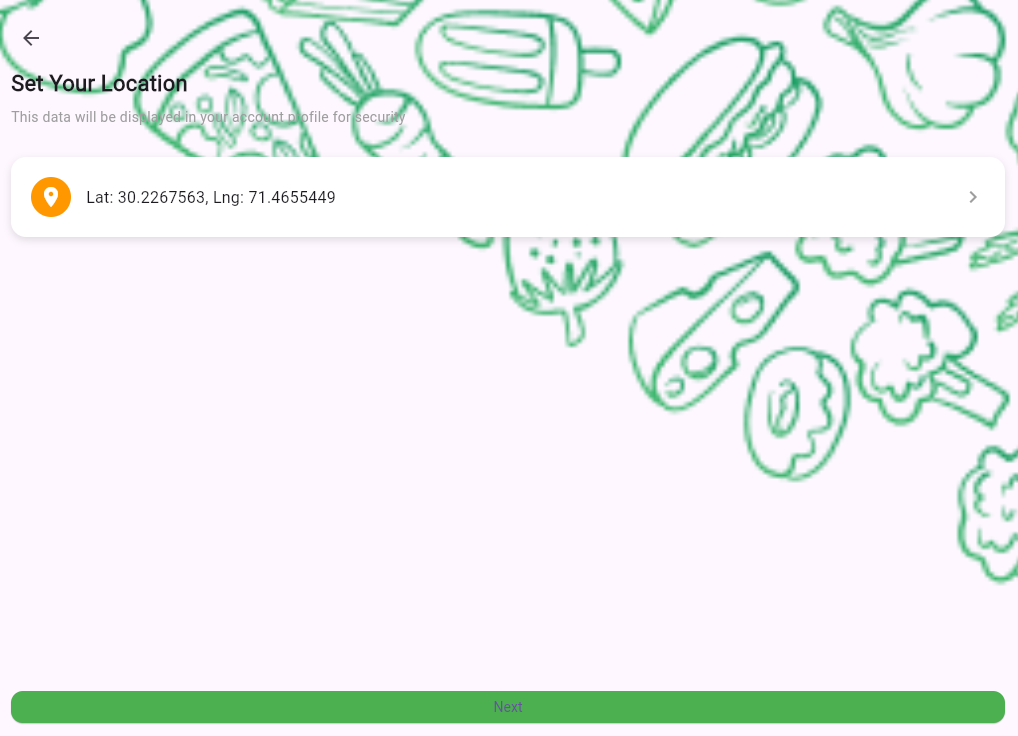 Set Your Location
This data will be displayed in your account profile for security
Lat: 30.2267563, Lng: 71.4655449
Next